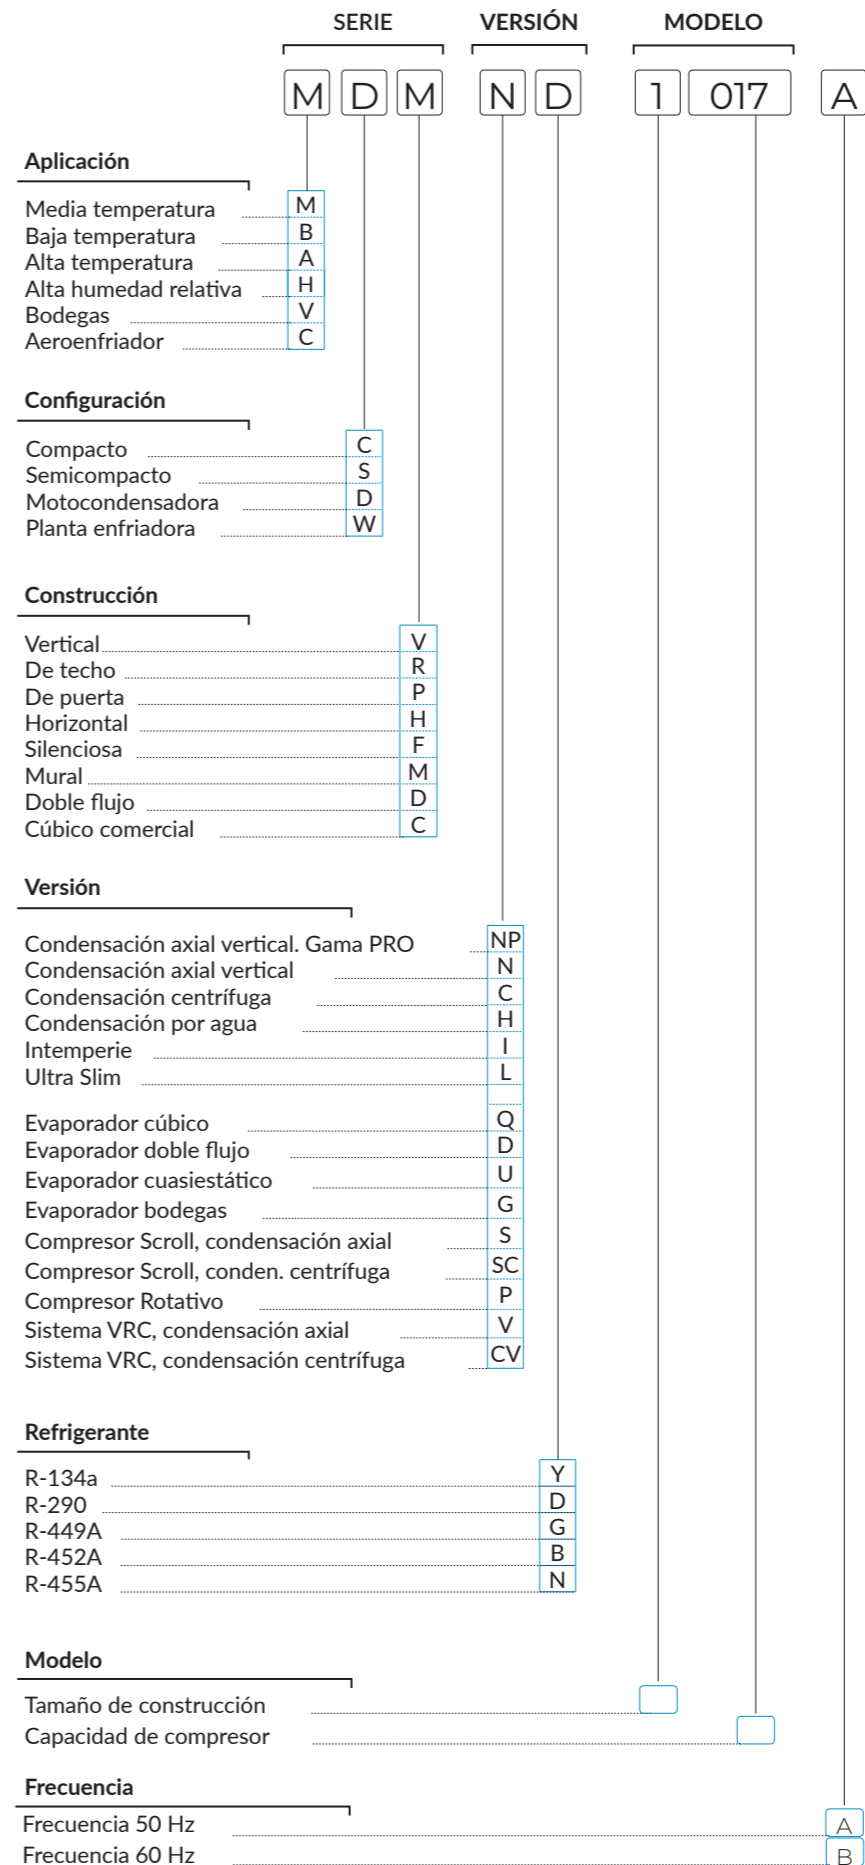 SERIE VERSIÓN MODELO
M D M N D 1 017 A
Aplicación
Media temperatura M
Baja temperatura B
Alta temperatura A
Alta humedad relativa H
Bodegas V
Aeroenfriador C
Configuración
Compacto C
Semicompacto S
Motocondensadora D
Planta enfriadora W
Construcción
Vertical V
De techo R
De puerta P
Horizontal H
Silenciosa F
Mural M
Doble flujo D
Cúbico comercial C
Versión
Condensación axial vertical. Gama PRO NP
Condensación axial vertical N
Condensación centrífuga C
Condensación por agua H
Intemperie I
Ultra Slim L
Evaporador cúbico Q
Evaporador doble flujo D
Evaporador cuasiestático U
Evaporador bodegas G
Compresor Scroll, condensación axial S
Compresor Scroll, conden. centrífuga SC
Compresor Rotativo P
Sistema VRC, condensación axial V
Sistema VRC, condensación centrífuga CV
Refrigerante
R-134a Y
R-290 D
R-449A G
R-452A B
R-455A N
Modelo
Tamaño de construcción
Capacidad de compresor
Frecuencia
Frecuencia 50 Hz A
Frecuencia 60 Hz B